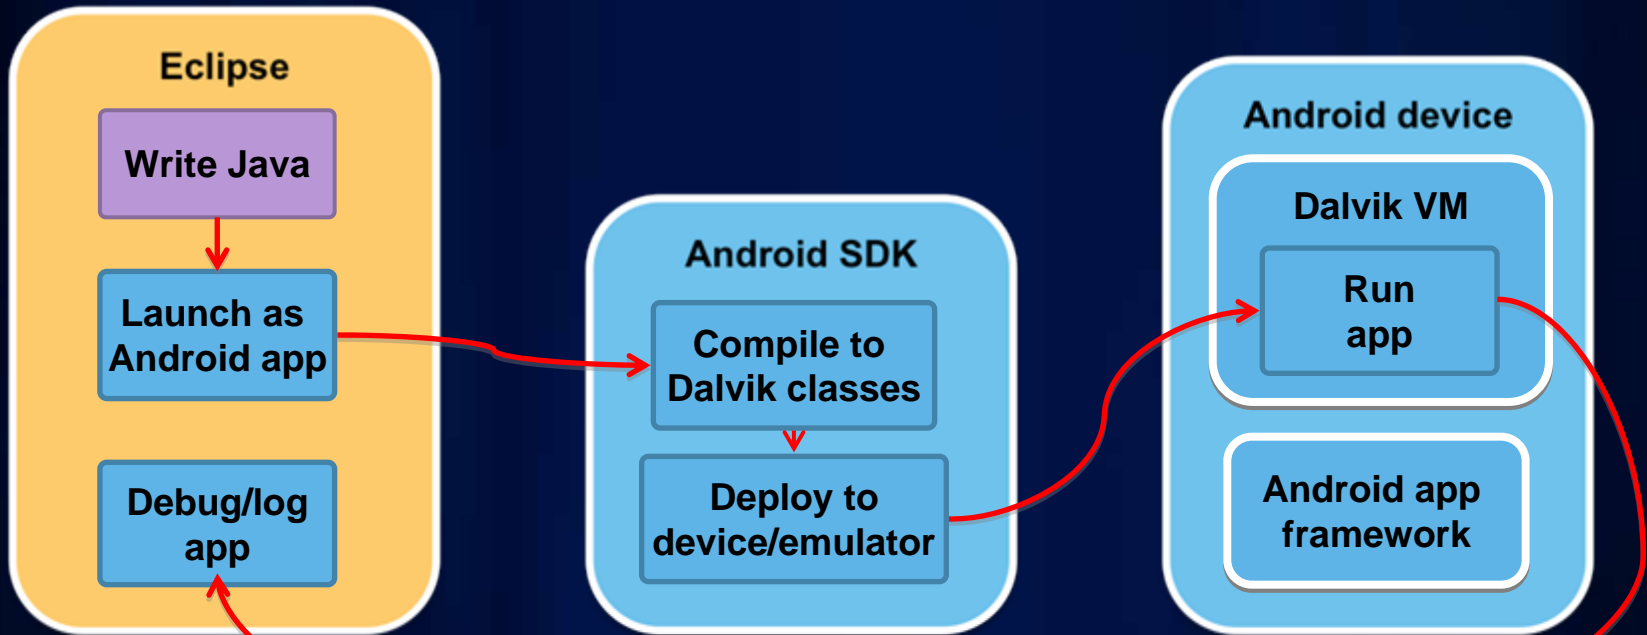 Eclipse
Write Java
Launch as
Android app
Debug/log
app
Android SDK
Compile to
Dalvik classes
Deploy to
device/emulator
Android device
Dalvik VM
Run
app
Android app
framework